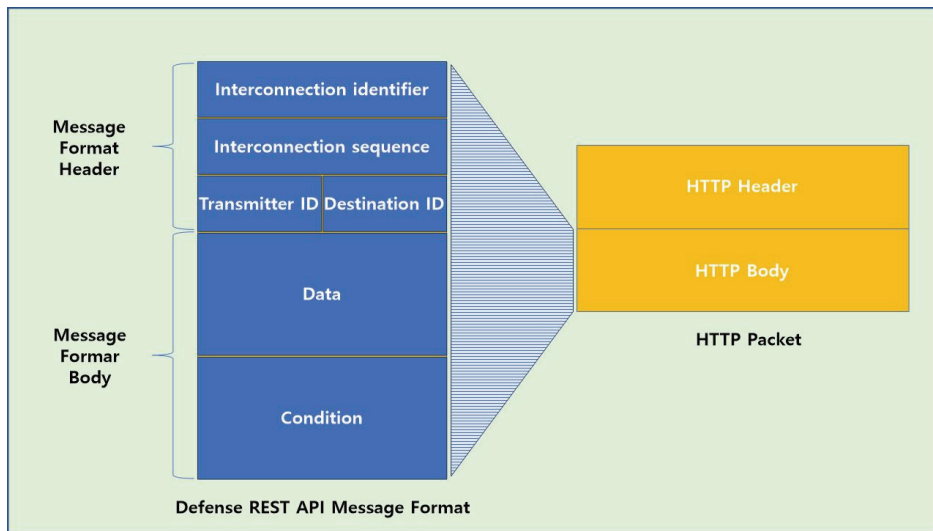 Message
Format
Header
Interconnection identifier
Interconnection sequence
Transmitter ID
Destination ID
Message
Formar
Body
Data
Condition
Defense REST API Message Format
HTTP Header
HTTP Body
HTTP Packet